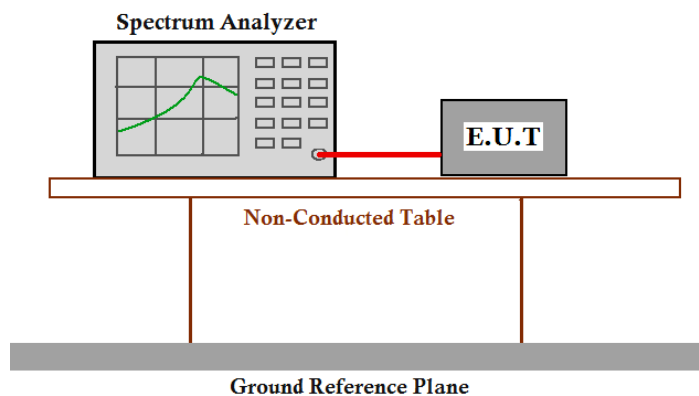 Spectrum Analyzer
E.U.T
Non-Conducted Table
Ground Reference Plane